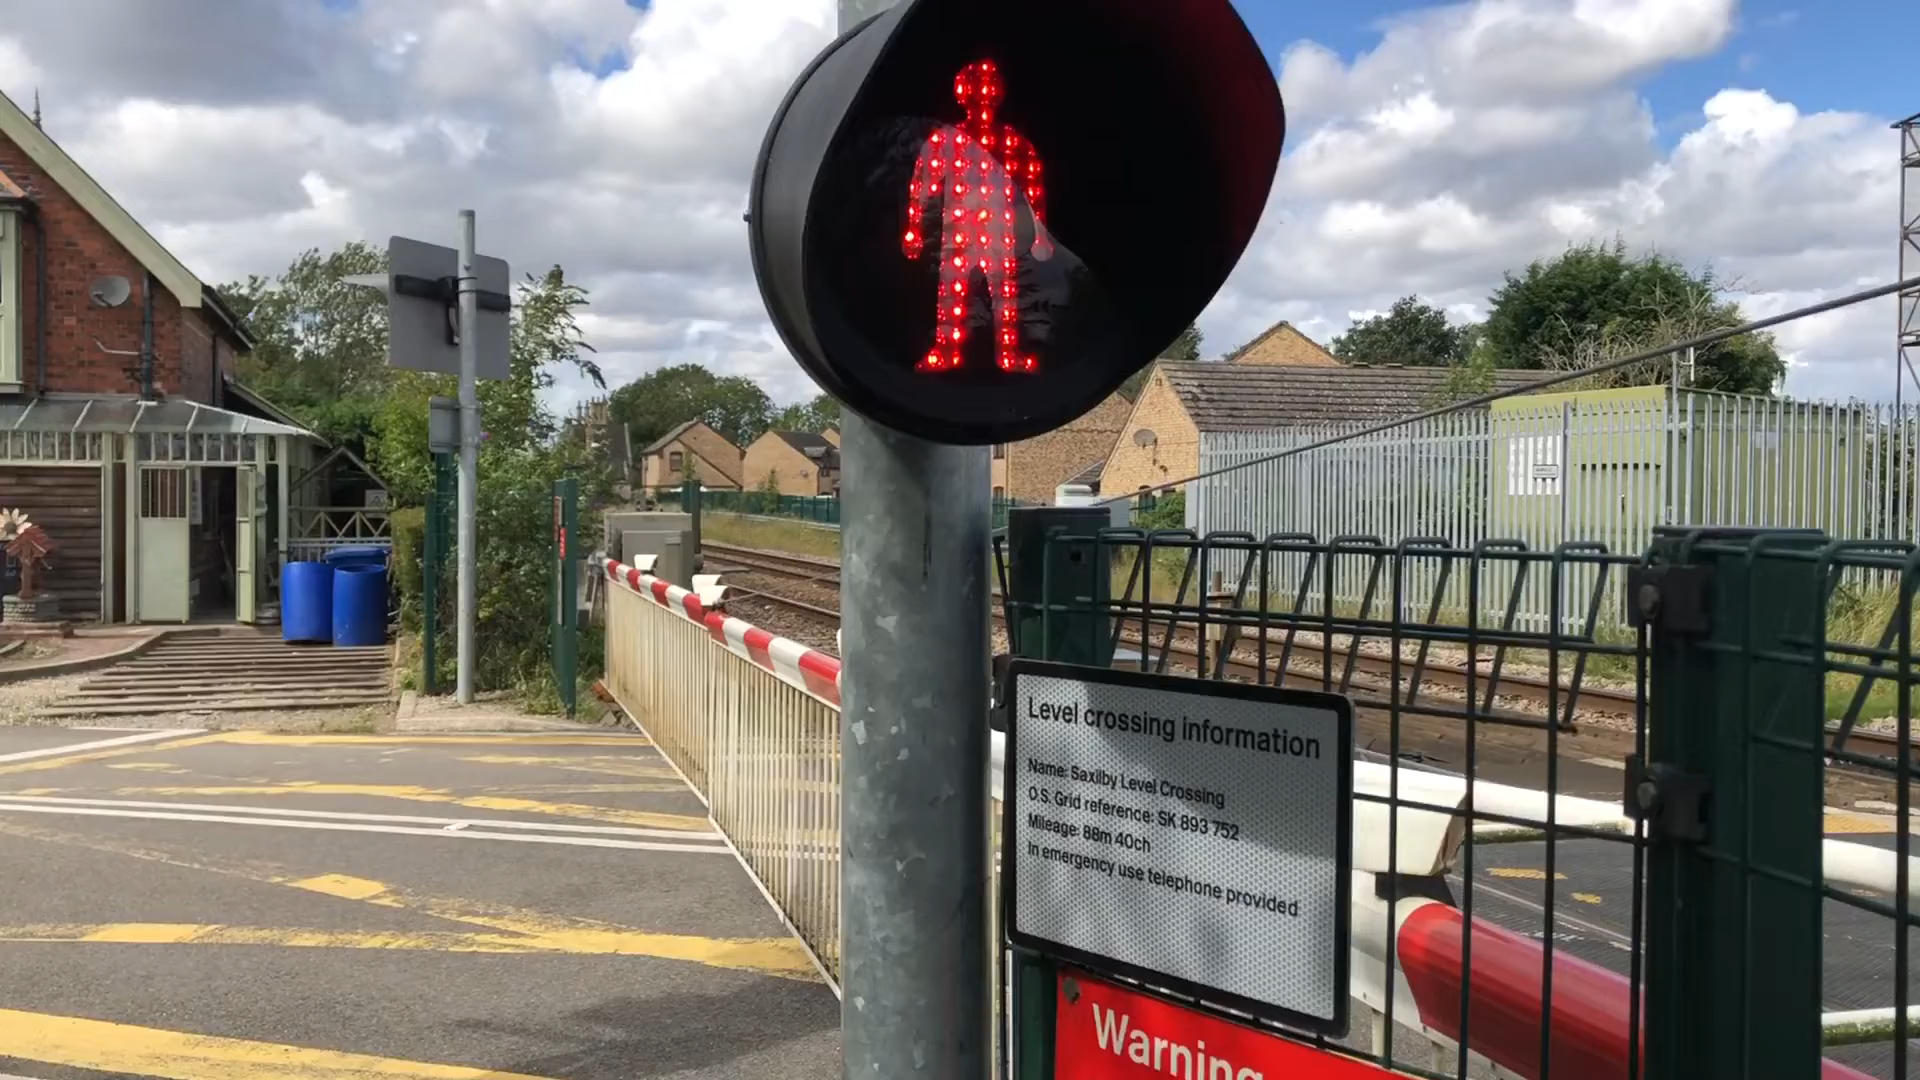 Level crossing information
Name: Saxilby Level Crossing
O.S. Grid reference: SK 893 752
Mileage: 88m 40ch
In emergency use telephone provided
Warning